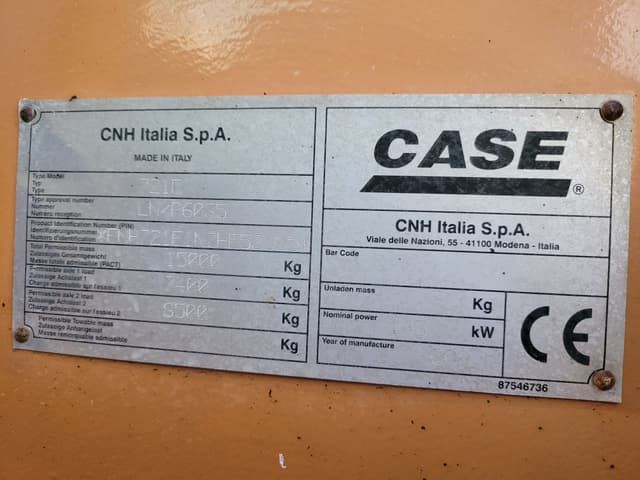 CNH Italia S.p.A.
MADE IN ITALY
Type Model
Typ
Type
721E
Type approval number
Nummer
Numéro réception
Product Identification Number (PIN)
Identifizierungsnummer
Numéro d'identification
Total Permissible mass
Zulässiges Gesamtgewicht
Masse totale admissible (PACT)
15000 Kg
Permissible axle 1 load
Zulässige Achslast 1
Charge admissible sur l'essieu 1
7400 Kg
Permissible axle 2 load
Zulässige Achslast 2
Charge admissible sur l'essieu 2
8500 Kg
Permissible Towable mass
Zulässige Anhängelast
Masse remorquable admissible
Kg
CASE ®
CNH Italia S.p.A.
Viale delle Nazioni, 55 - 41100 Modena - Italia
Bar Code
Unladen mass
Kg
Nominal power
kW
Year of manufacture
CE
87546736